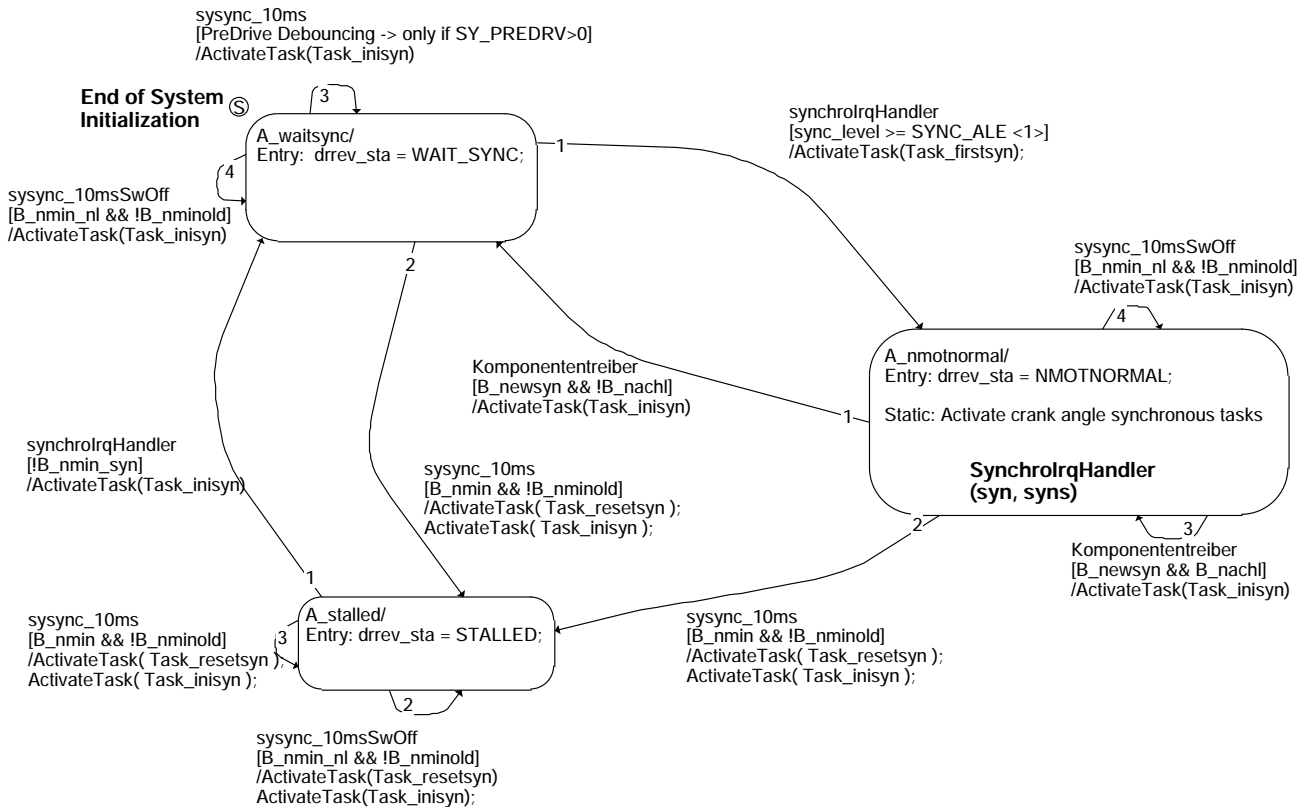 sysync_10ms
[PreDrive Debouncing -> only if SY_PREDRV>0]
/ActivateTask(Task_inisyn)
3
End of System
Initialization
S
A_waitsync/
Entry:  drrev_sta = WAIT_SYNC;
1
synchroIrqHandler
[sync_level >= SYNC_ALE <1>]
/ActivateTask(Task_firstsyn);
4
sysync_10msSwOff
[B_nmin_nl && !B_nminold]
/ActivateTask(Task_inisyn)
2
sysync_10msSwOff
[B_nmin_nl && !B_nminold]
/ActivateTask(Task_inisyn)
4
A_nmotnormal/
Entry: drrev_sta = NMOTNORMAL;
Static: Activate crank angle synchronous tasks
SynchroIrqHandler
(syn, syns)
Komponententreiber
[B_newsyn && !B_nachl]
/ActivateTask(Task_inisyn)
1
synchroIrqHandler
[!B_nmin_syn]
/ActivateTask(Task_inisyn)
sysync_10ms
[B_nmin && !B_nminold]
/ActivateTask( Task_resetsyn );
ActivateTask( Task_inisyn );
2
3
Komponententreiber
[B_newsyn && B_nachl]
/ActivateTask(Task_inisyn)
1
A_stalled/
Entry: drrev_sta = STALLED;
3
sysync_10ms
[B_nmin && !B_nminold]
/ActivateTask( Task_resetsyn );
ActivateTask( Task_inisyn );
sysync_10ms
[B_nmin && !B_nminold]
/ActivateTask( Task_resetsyn );
ActivateTask( Task_inisyn );
2
sysync_10msSwOff
[B_nmin_nl && !B_nminold]
/ActivateTask(Task_resetsyn)
ActivateTask(Task_inisyn);